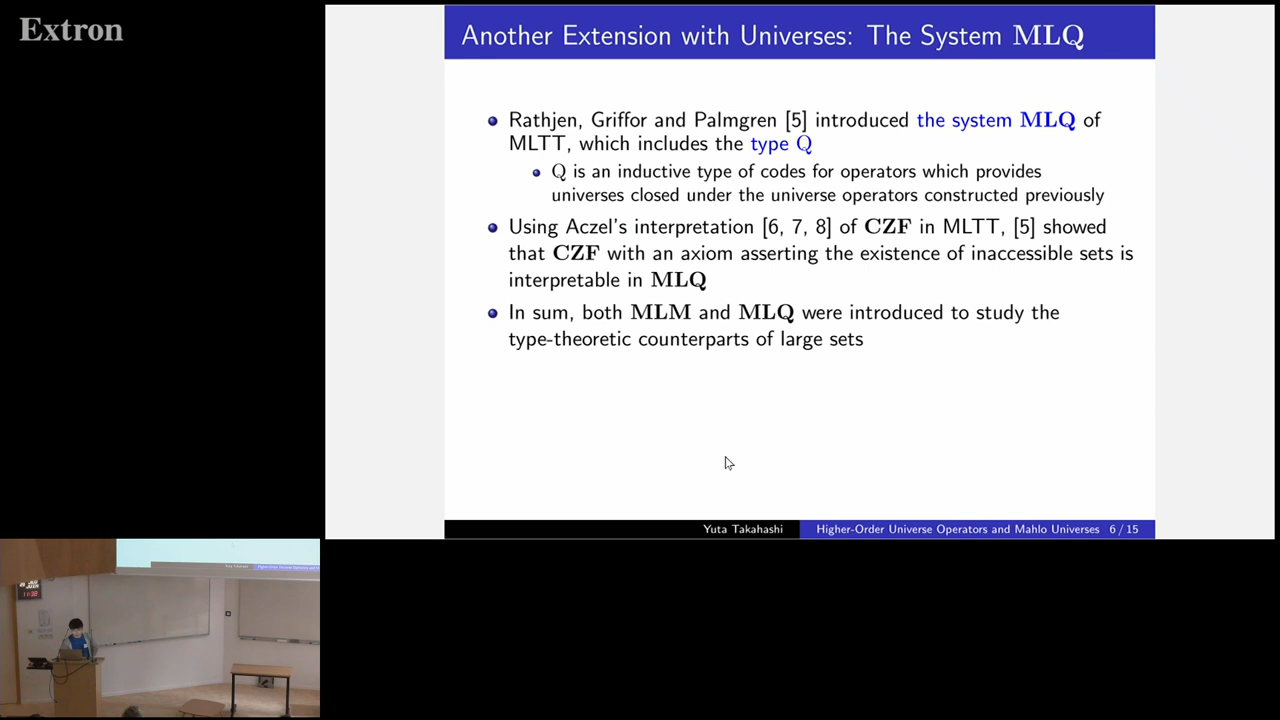 Extron
Another Extension with Universes: The System MLQ
Rathjen, Griffor and Palmgren [5] introduced the system MLQ of
MLTT, which includes the type Q
Q is an inductive type of codes for operators which provides
universes closed under the universe operators constructed previously
Using Aczel's interpretation [6, 7, 8] of CZF in MLTT, [5] showed
that CZF with an axiom asserting the existence of inaccessible sets is
interpretable in MLQ
In sum, both MLM and MLQ were introduced to study the
type-theoretic counterparts of large sets
Yuta Takahashi
Higher-Order Universe Operators and Mahlo Universes 6 / 15